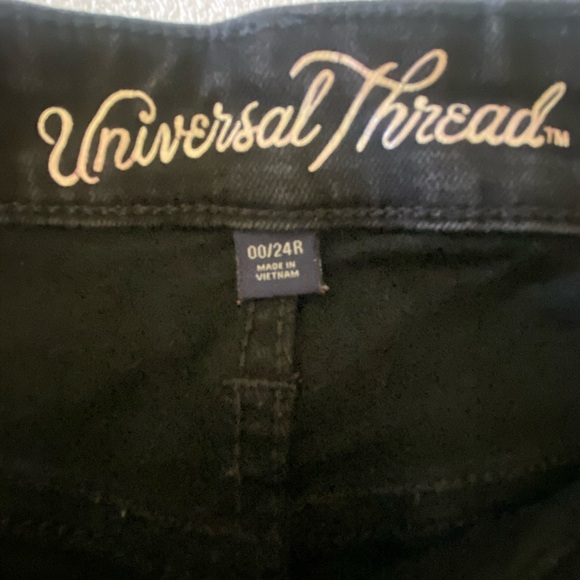 Universal Thread™
00/24R
MADE IN
VIETNAM